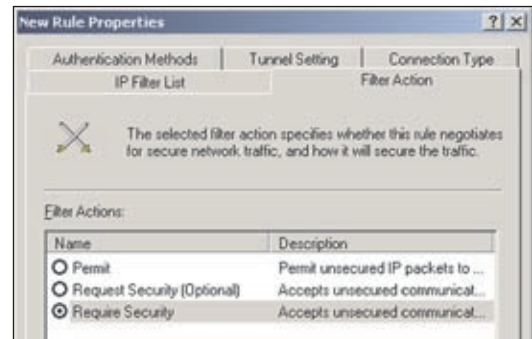 New Rule Properties
Authentication Methods Tunnel Setting Connection Type
IP Filter List Filter Action
The selected filter action specifies whether this rule negotiates
for secure network traffic, and how it will secure the traffic.
Filter Actions:
Name Description
Permit Permit unsecured IP packets to ...
Request Security (Optional) Accepts unsecured communicat...
Require Security Accepts unsecured communicat...